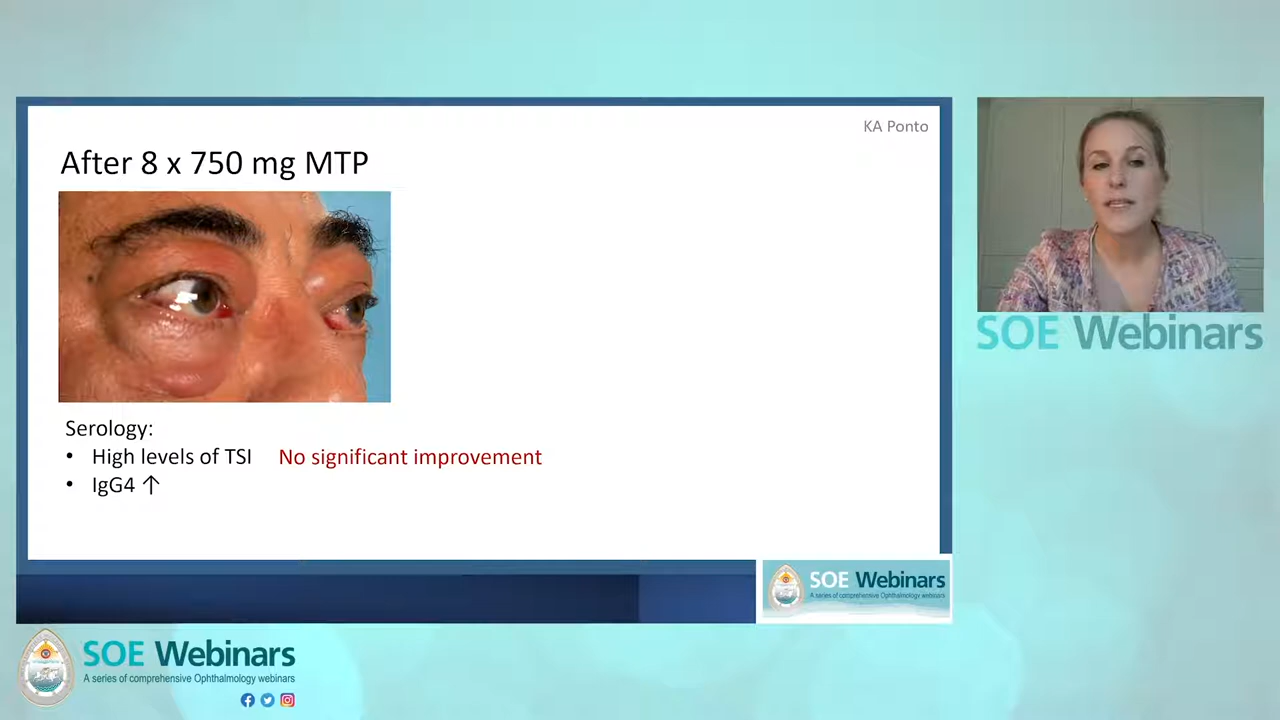 KA Ponto
After 8 x 750 mg MTP
Serology:
• High levels of TSI No significant improvement
• IgG4 ↑
SOE Webinars
A series of comprehensive Ophthalmology webinars
SOE Webinars
SOE Webinars
A series of comprehensive Ophthalmology webinars